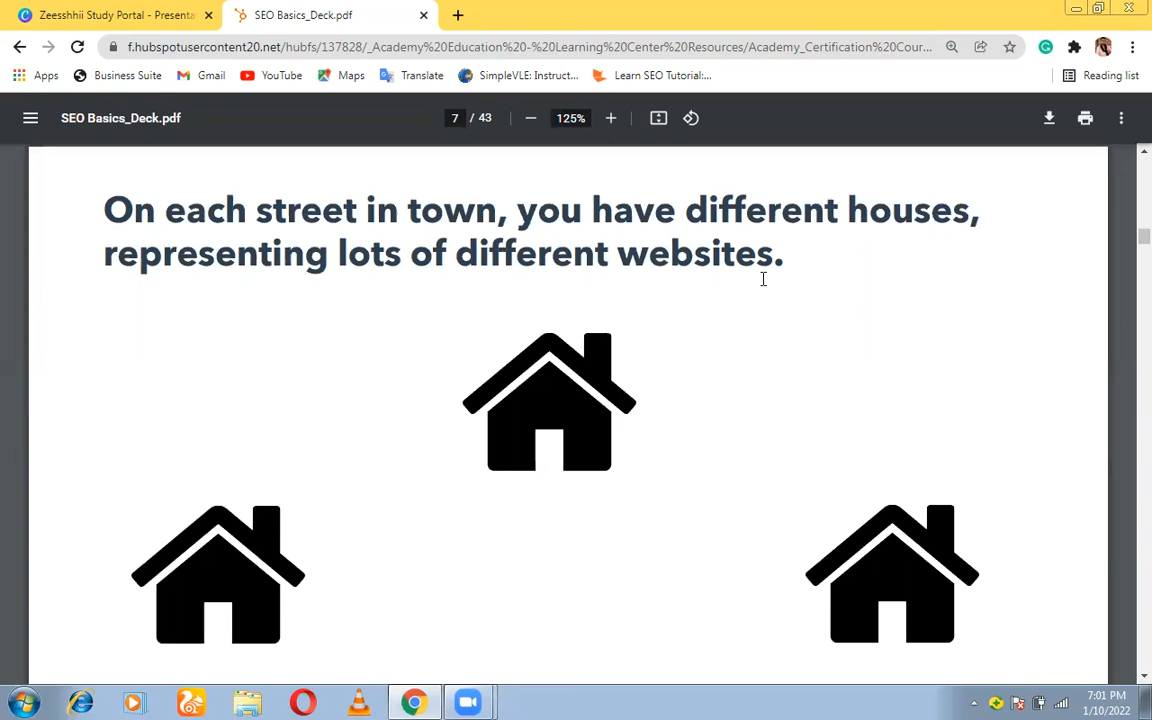 Zeesshhii Study Portal - Presenta
SEO Basics_Deck.pdf
f.hubspotusercontent20.net/hubfs/137828/_Academy%20Education%20-%20Learning%20Center%20Resources/Academy_Certification%20Cour...
Apps
Business Suite
Gmail
YouTube
Maps
Translate
SimpleVLE: Instruct...
Learn SEO Tutorial:...
Reading list
SEO Basics_Deck.pdf
7 / 43
125%
On each street in town, you have different houses,
representing lots of different websites.
7:01 PM
1/10/2022